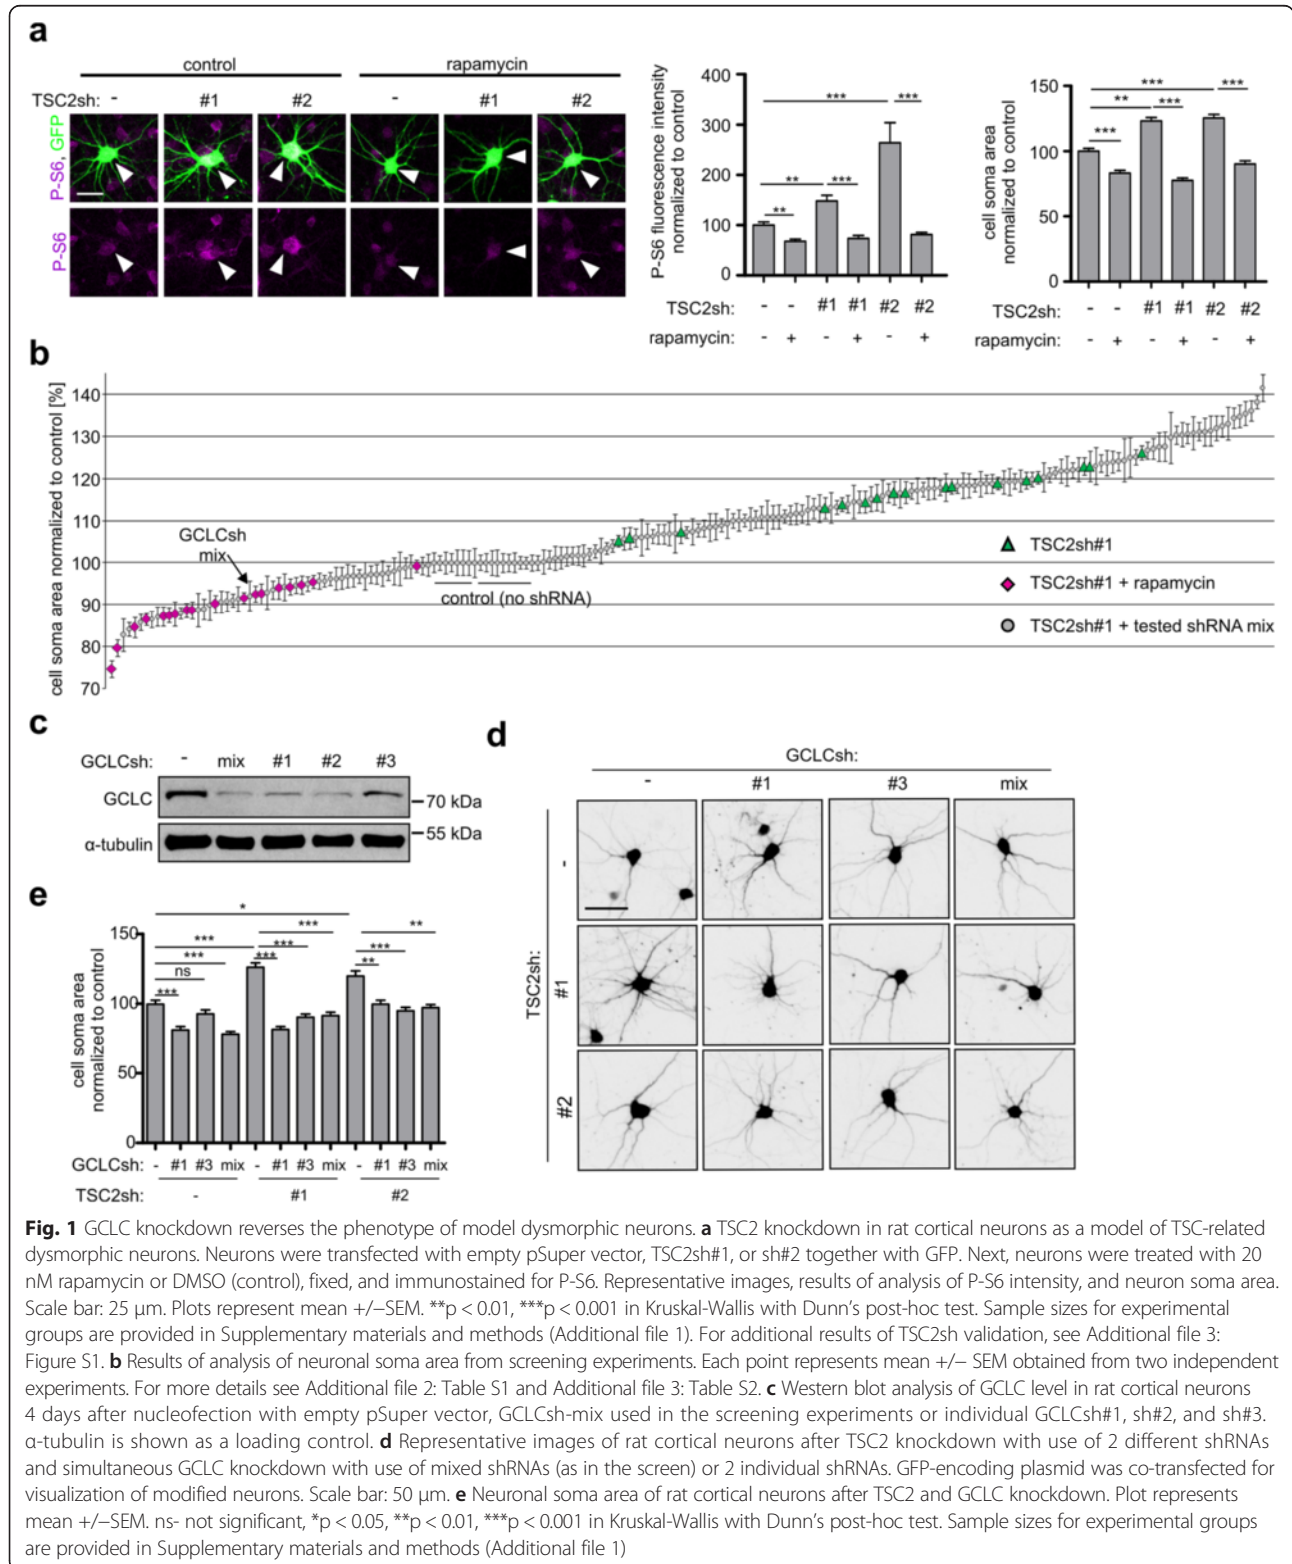 a
control rapamycin
TSC2sh: - #1 #2 - #1 #2
P-S6, GFP
P-S6
P-S6 fluorescence intensity
normalized to control
400
300
200
100
0
***
***
**
***
**
TSC2sh: - - #1 #1 #2 #2
rapamycin: - + - + - +
cell soma area
normalized to control
150
100
50
0
***
***
**
***
***
TSC2sh: - - #1 #1 #2 #2
rapamycin: - + - + - +
b
cell soma area normalized to control [%]
140
130
120
110
100
90
80
70
GCLCsh
mix
control (no shRNA)
TSC2sh#1
TSC2sh#1 + rapamycin
TSC2sh#1 + tested shRNA mix
c
GCLCsh: - mix #1 #2 #3
GCLC
70 kDa
α-tubulin
55 kDa
d
GCLCsh:
- #1 #3 mix
TSC2sh:
-
#1
#2
e
cell soma area
normalized to control
150
100
50
0
*
***
***
ns
***
***
***
***
**
***
**
GCLCsh: - #1 #3 mix - #1 #3 mix - #1 #3 mix
TSC2sh: - #1 #2
Fig. 1 GCLC knockdown reverses the phenotype of model dysmorphic neurons. a TSC2 knockdown in rat cortical neurons as a model of TSC-related
dysmorphic neurons. Neurons were transfected with empty pSuper vector, TSC2sh#1, or sh#2 together with GFP. Next, neurons were treated with 20
nM rapamycin or DMSO (control), fixed, and immunostained for P-S6. Representative images, results of analysis of P-S6 intensity, and neuron soma area.
Scale bar: 25 μm. Plots represent mean +/−SEM. **p < 0.01, ***p < 0.001 in Kruskal-Wallis with Dunn's post-hoc test. Sample sizes for experimental
groups are provided in Supplementary materials and methods (Additional file 1). For additional results of TSC2sh validation, see Additional file 3:
Figure S1. b Results of analysis of neuronal soma area from screening experiments. Each point represents mean +/− SEM obtained from two independent
experiments. For more details see Additional file 2: Table S1 and Additional file 3: Table S2. c Western blot analysis of GCLC level in rat cortical neurons
4 days after nucleofection with empty pSuper vector, GCLCsh-mix used in the screening experiments or individual GCLCsh#1, sh#2, and sh#3.
α-tubulin is shown as a loading control. d Representative images of rat cortical neurons after TSC2 knockdown with use of 2 different shRNAs
and simultaneous GCLC knockdown with use of mixed shRNAs (as in the screen) or 2 individual shRNAs. GFP-encoding plasmid was co-transfected for
visualization of modified neurons. Scale bar: 50 μm. e Neuronal soma area of rat cortical neurons after TSC2 and GCLC knockdown. Plot represents
mean +/−SEM. ns- not significant, *p < 0.05, **p < 0.01, ***p < 0.001 in Kruskal-Wallis with Dunn's post-hoc test. Sample sizes for experimental groups
are provided in Supplementary materials and methods (Additional file 1)